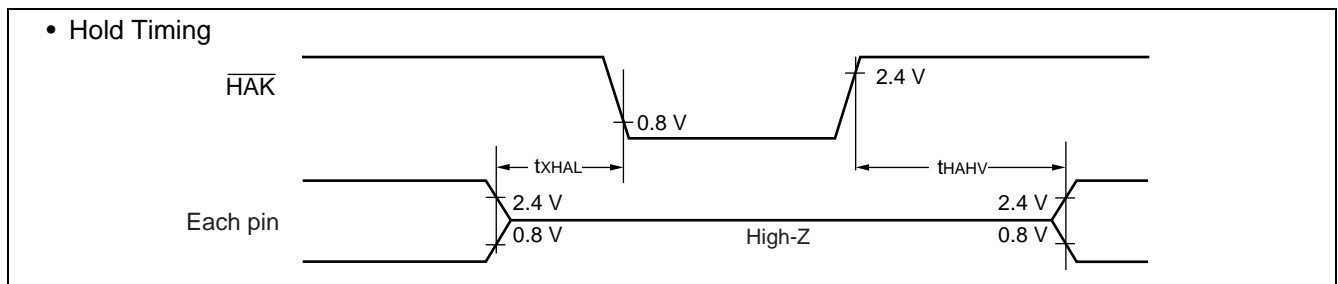 • Hold Timing
HAK
2.4 V
0.8 V
tXHAL
tHAHV
Each pin
2.4 V
0.8 V
High-Z
2.4 V
0.8 V